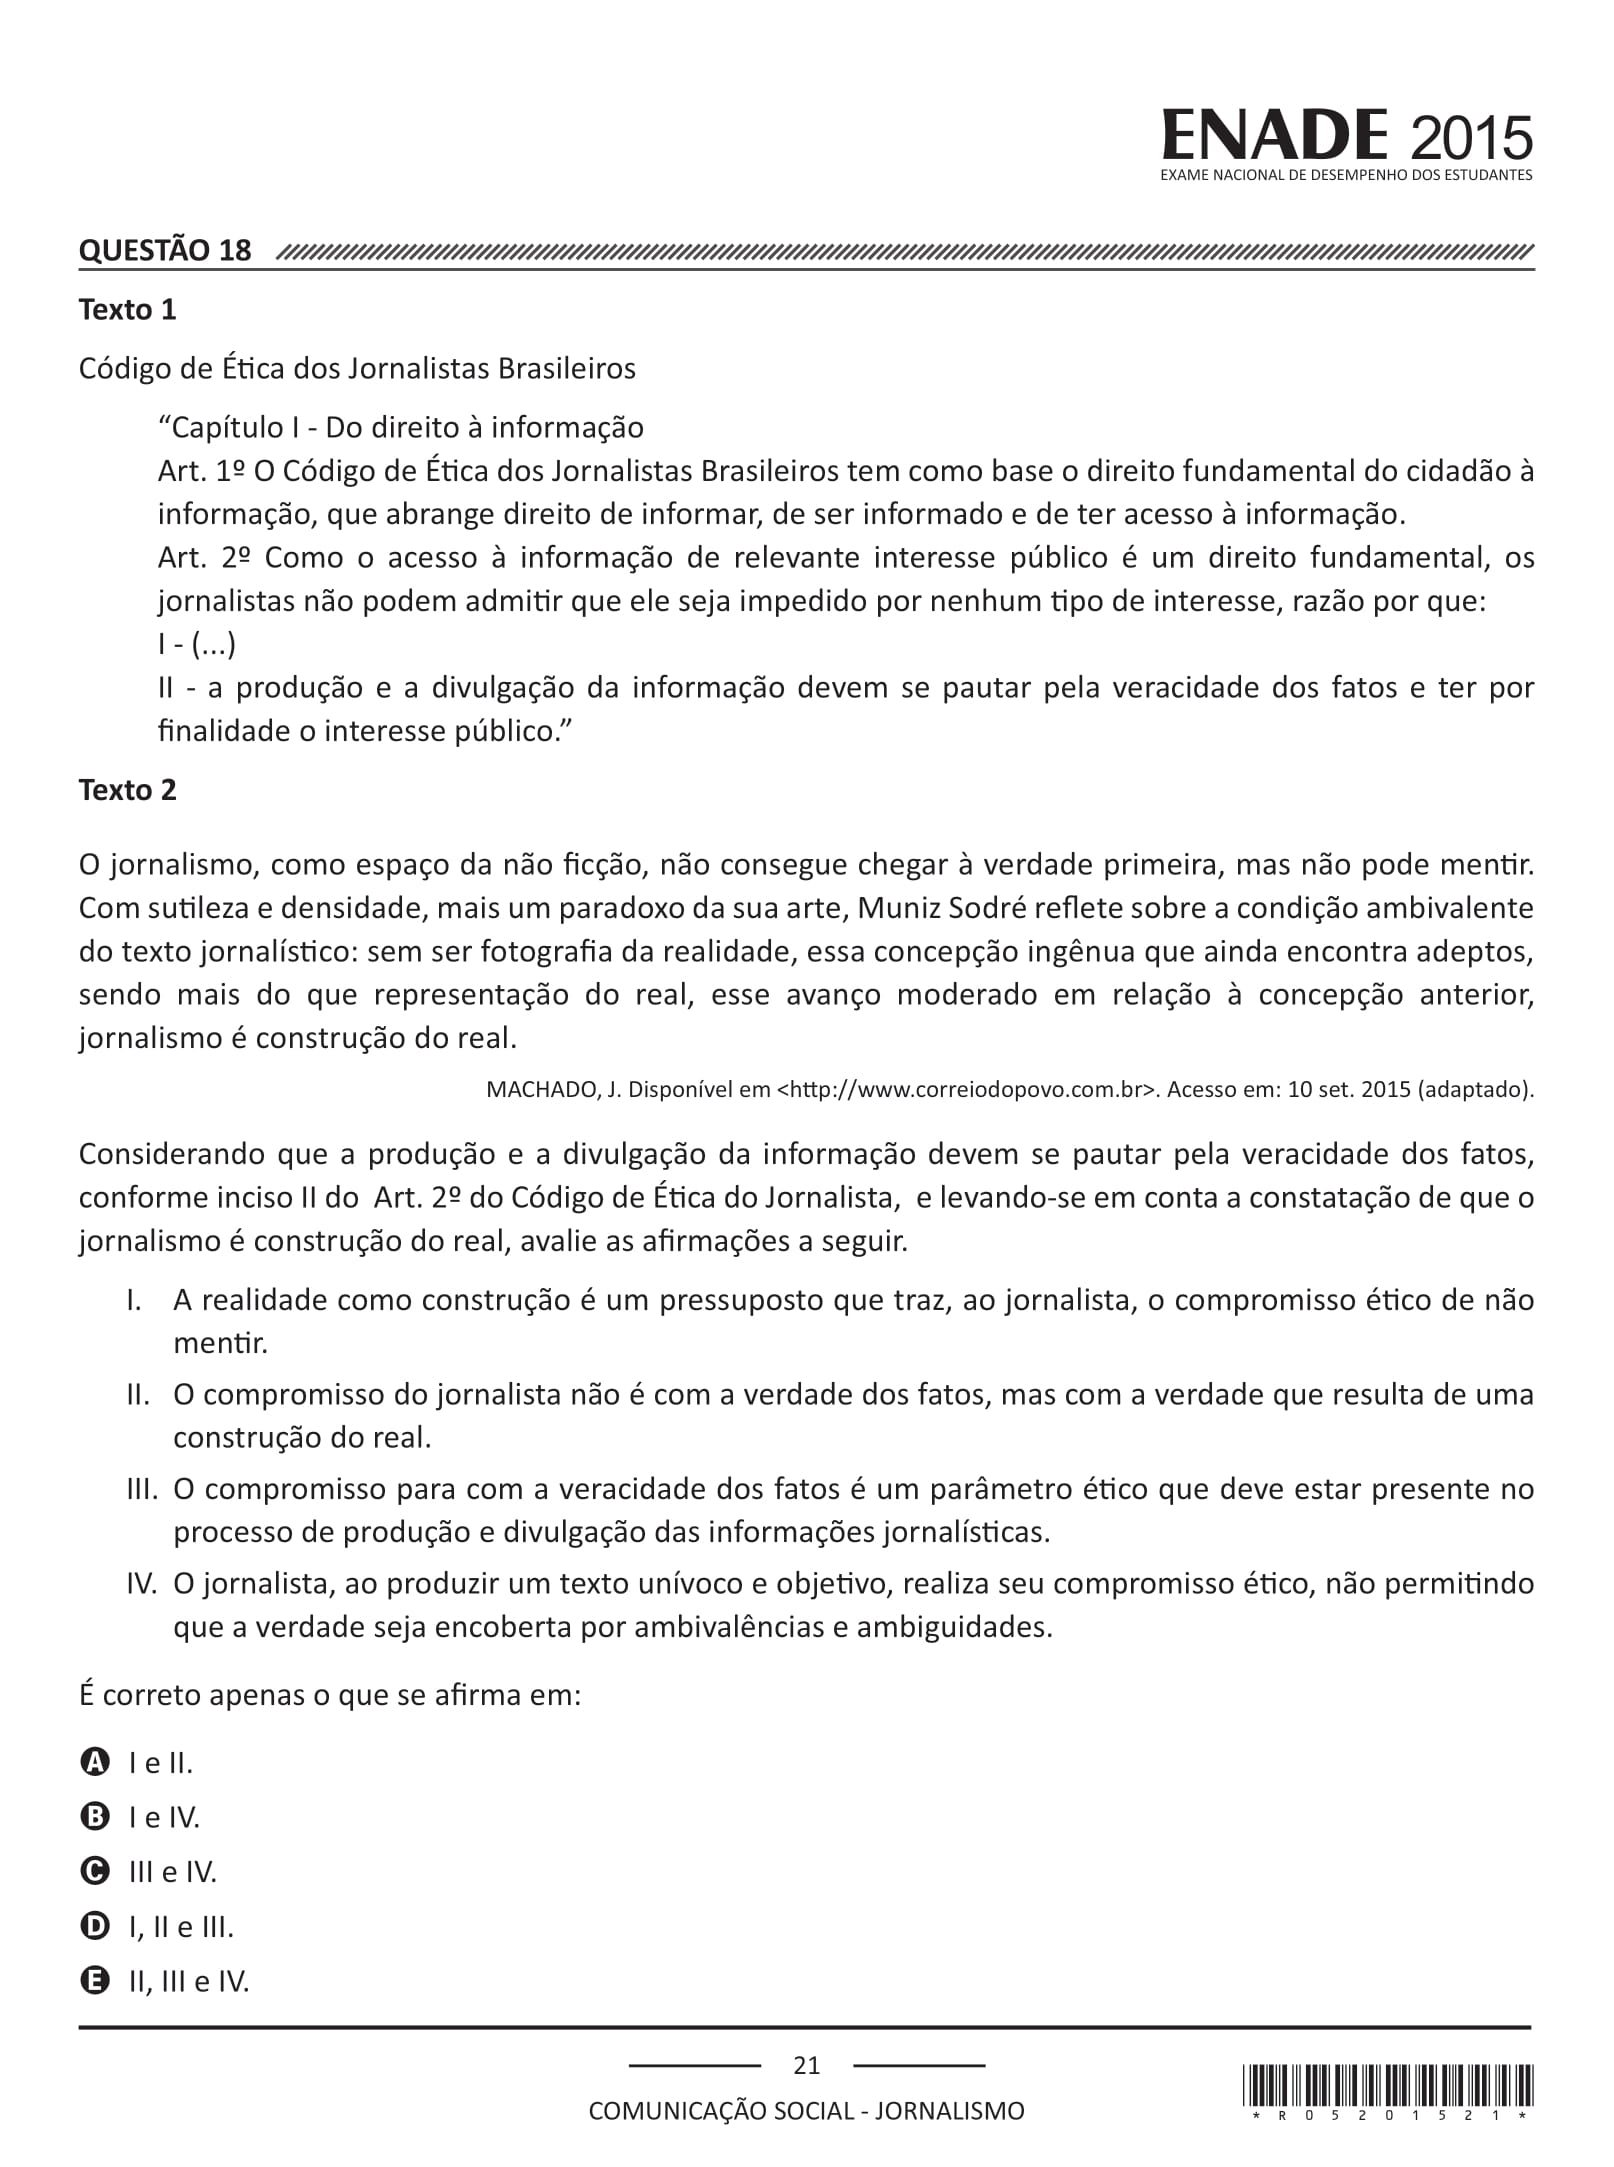 ENADE 2015
EXAME NACIONAL DE DESEMPENHO DOS ESTUDANTES
QUESTÃO 18
Texto 1
Código de Ética dos Jornalistas Brasileiros
“Capítulo I - Do direito à informação
Art. 1º O Código de Ética dos Jornalistas Brasileiros tem como base o direito fundamental do cidadão à
informação, que abrange direito de informar, de ser informado e de ter acesso à informação.
Art. 2º Como o acesso à informação de relevante interesse público é um direito fundamental, os
jornalistas não podem admitir que ele seja impedido por nenhum tipo de interesse, razão por que:
I - (...)
II - a produção e a divulgação da informação devem se pautar pela veracidade dos fatos e ter por
finalidade o interesse público.”
Texto 2
O jornalismo, como espaço da não ficção, não consegue chegar à verdade primeira, mas não pode mentir.
Com sutileza e densidade, mais um paradoxo da sua arte, Muniz Sodré reflete sobre a condição ambivalente
do texto jornalístico: sem ser fotografia da realidade, essa concepção ingênua que ainda encontra adeptos,
sendo mais do que representação do real, esse avanço moderado em relação à concepção anterior,
jornalismo é construção do real.
MACHADO, J. Disponível em <http://www.correiodopovo.com.br>. Acesso em: 10 set. 2015 (adaptado).
Considerando que a produção e a divulgação da informação devem se pautar pela veracidade dos fatos,
conforme inciso II do Art. 2º do Código de Ética do Jornalista, e levando-se em conta a constatação de que o
jornalismo é construção do real, avalie as afirmações a seguir.
I. A realidade como construção é um pressuposto que traz, ao jornalista, o compromisso ético de não
mentir.
II. O compromisso do jornalista não é com a verdade dos fatos, mas com a verdade que resulta de uma
construção do real.
III. O compromisso para com a veracidade dos fatos é um parâmetro ético que deve estar presente no
processo de produção e divulgação das informações jornalísticas.
IV. O jornalista, ao produzir um texto unívoco e objetivo, realiza seu compromisso ético, não permitindo
que a verdade seja encoberta por ambivalências e ambiguidades.
É correto apenas o que se afirma em:
A I e II.
B I e IV.
C III e IV.
D I, II e III.
E II, III e IV.
21
COMUNICAÇÃO SOCIAL - JORNALISMO
* R 0 5 2 0 1 5 2 1 *